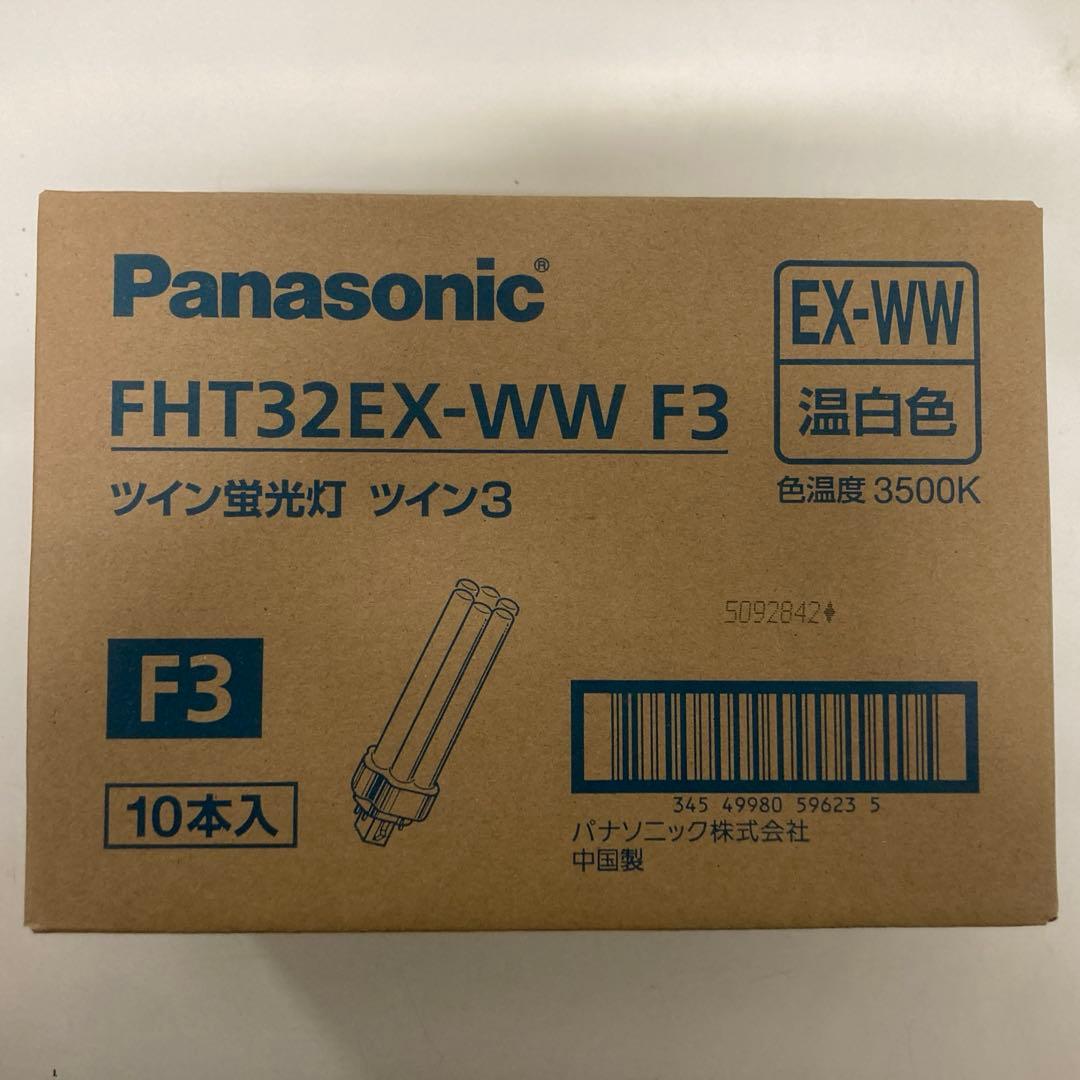 Panasonic®
EX-WW
温白色
色温度 3500K
FHT32EX-WW F3
ツイン蛍光灯 ツイン3
5092842
F3
10本入
345 49980 59623 5
パナソニック株式会社
中国製